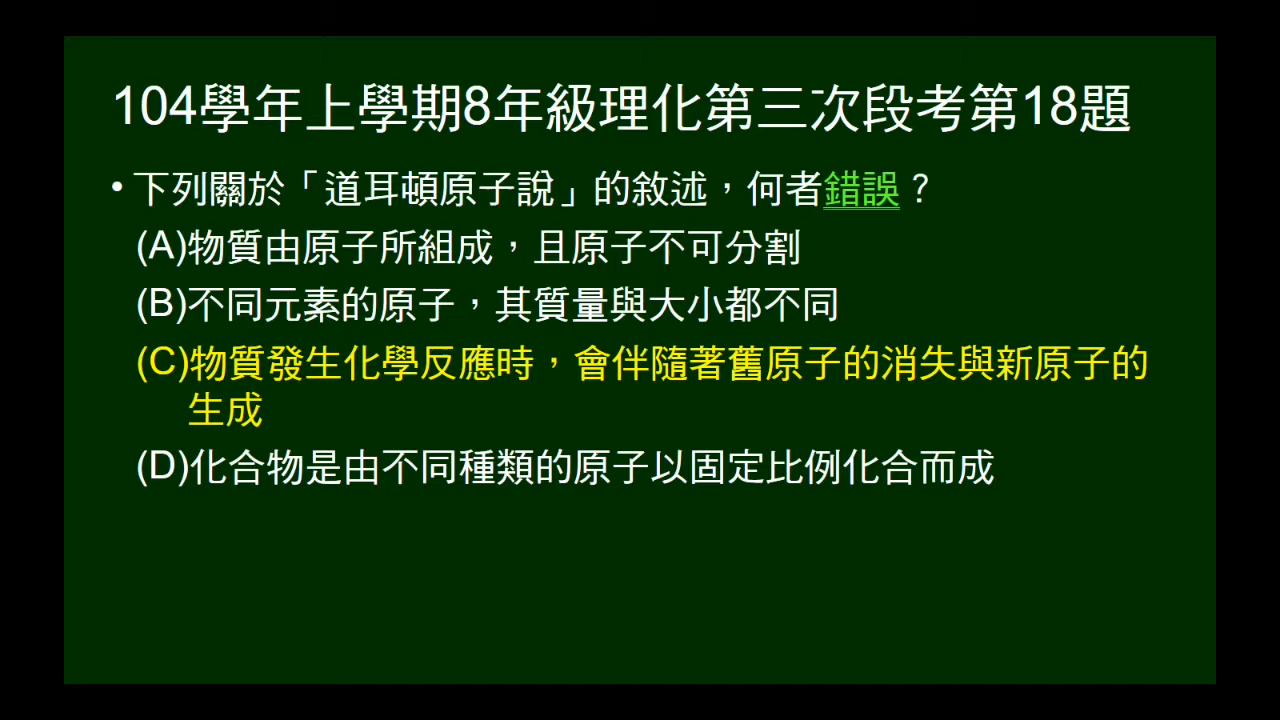 104學年上學期8年級理化第三次段考第18題
•下列關於「道耳頓原子說」的敘述，何者錯誤？
(A)物質由原子所組成，且原子不可分割
(B)不同元素的原子，其質量與大小都不同
(C)物質發生化學反應時，會伴隨著舊原子的消失與新原子的
生成
(D)化合物是由不同種類的原子以固定比例化合而成